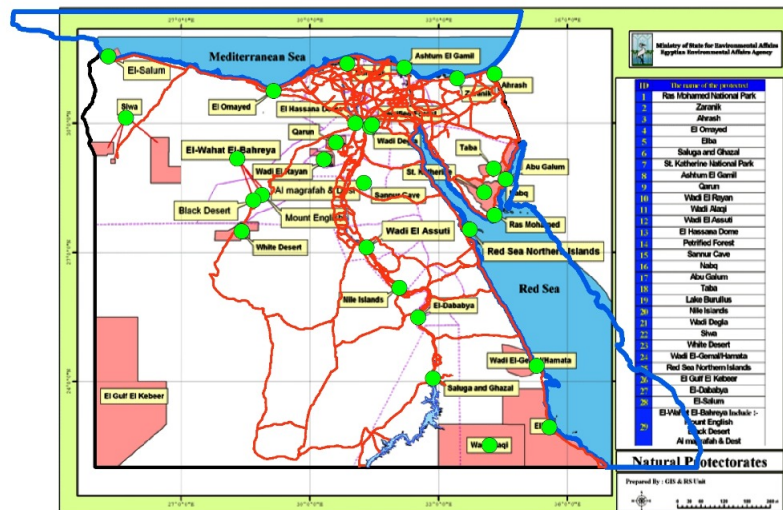 Ministry of State for Environmental Affairs
Egyptian Environmental Affairs Agency
Mediterranean Sea
Ashtum El Gamil
El-Salum
Ahrash
Zaranik
El Omayed
El Hassana Dome
Siwa
Qarun
Wadi Degla
Taba
El-Wahat El-Bahreya
Wadi El Rayan
St. Katherine
Abu Galum
Nabq
Al magrafah & Dest
Sannur Cave
Black Desert
Mount English
Ras Mohamed
White Desert
Wadi El Assuti
Red Sea Northern Islands
Nile Islands
Red Sea
El-Dababya
Wadi El-Gemal/Hamata
El Gulf El Kebeer
Saluga and Ghazal
ID The name of the protected
1 Ras Mohamed National Park
2 Zaranik
3 Ahrash
4 El Omayed
5 Elba
6 Saluga and Ghazal
7 St. Katherine National Park
8 Ashtum El Gamil
9 Qarun
10 Wadi El Rayan
11 Wadi Alaqi
12 Wadi El Assuti
13 El Hassana Dome
14 Petrified Forest
15 Sannur Cave
16 Nabq
17 Abu Galum
18 Taba
19 Lake Burullus
20 Nile Islands
21 Wadi Degla
22 Siwa
23 White Desert
24 Wadi El-Gemal/Hamata
25 Red Sea Northern Islands
26 El Gulf El Kebeer
27 El-Dababya
28 El-Salum
29 El-Wahat El-Bahreya Include :-
Mount English
Black Desert
Al magrafah & Dest
Natural Protectorates
Prepared By : GIS & RS Unit